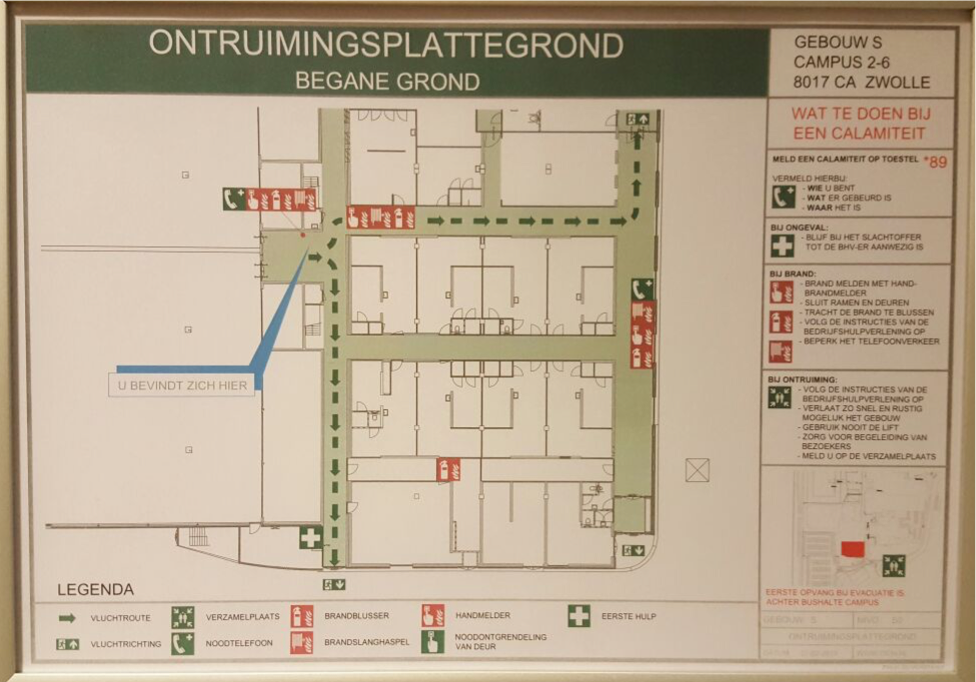 ONTRUIMINGSPLATTEGROND
BEGANE GROND
GEBOUW S
CAMPUS 2-6
8017 CA ZWOLLE
WAT TE DOEN BIJ
EEN CALAMITEIT
MELD EEN CALAMITEIT OP TOESTEL *89
VERMELD HIERBIJ:
- WIE U BENT
- WAT ER GEBEURD IS
- WAAR HET IS
BIJ ONGEVAL:
- BLIJF BIJ HET SLACHTOFFER
TOT DE BHV-ER AANWEZIG IS
BIJ BRAND:
- BRAND MELDEN MET HAND-
BRANDMELDER
- SLUIT RAMEN EN DEUREN
- TRACHT DE BRAND TE BLUSSEN
- VOLG DE INSTRUCTIES VAN DE
BEDRIJFSHULPVERLENING OP
- BEPERK HET TELEFOONVERKEER
BIJ ONTRUIMING:
- VOLG DE INSTRUCTIES VAN DE
BEDRIJFSHULPVERLENING OP
- VERLAAT ZO SNEL EN RUSTIG
MOGELIJK HET GEBOUW
- GEBRUIK NOOIT DE LIFT
- ZORG VOOR BEGELEIDING VAN
BEZOEKERS
- MELD U OP DE VERZAMELPLAATS
U BEVINDT ZICH HIER
EERSTE OPVANG BIJ EVACUATIE IS,
ACHTER BUSHALTE CAMPUS
GEBOUW S
ONTRUIMINGSPLATTEGROND
LEGENDA
VLUCHTROUTE
VERZAMELPLAATS
BRANDBLUSSER
HANDMELDER
EERSTE HULP
VLUCHTRICHTING
NOODTELEFOON
BRANDSLANGHASPEL
NOODONTGRENDELING
VAN DEUR